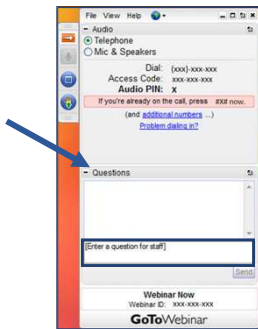 File View Help
Audio
Telephone
Mic & Speakers
Dial: (xxx)-xxx-xxx
Access Code: xxx-xxx-xxx
Audio PIN: x
If you're already on the call, press #x# now.
(and additional numbers ...)
Problem dialing in?
Questions
[Enter a question for staff]
Send
Webinar Now
Webinar ID: xxx-xxx-xxx
GoToWebinar